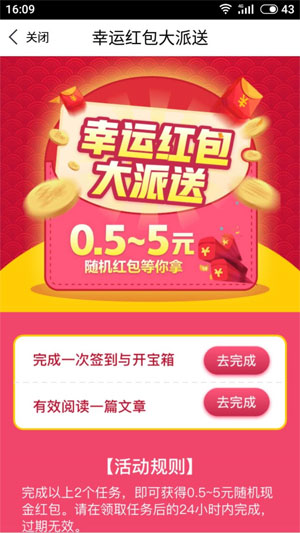 16:09
43
关闭
幸运红包大派送
幸运红包
大派送
0.5~5元
随机红包等你拿
完成一次签到与开宝箱
去完成
有效阅读一篇文章
去完成
【活动规则】
完成以上2个任务，即可获得0.5~5元随机现
金红包。请在领取任务后的24小时内完成，
过期无效。